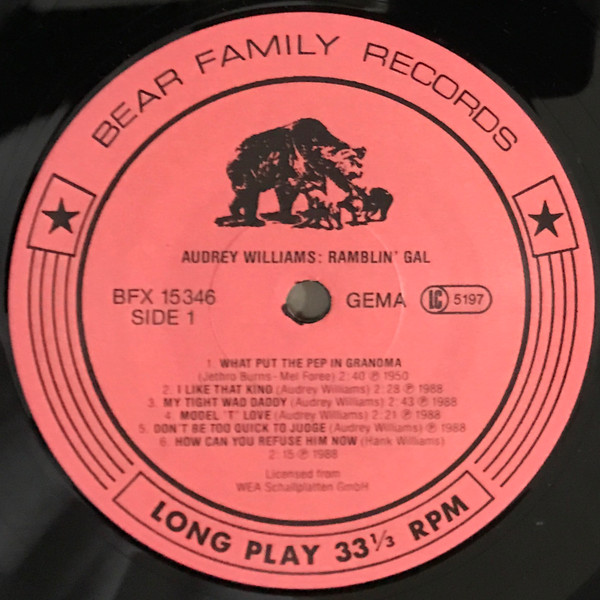 BEAR FAMILY RECORDS
AUDREY WILLIAMS: RAMBLIN' GAL
BFX 15346
SIDE 1
GEMA LC 5197
1. WHAT PUT THE PEP IN GRANDMA
(Jethro Burns - Mel Foree) 2:40 ℗ 1950
2. I LIKE THAT KIND (Audrey Williams) 2:28 ℗ 1988
3. MY TIGHT WAD DADDY (Audrey Williams) 2:43 ℗ 1988
4. MODEL 'T' LOVE (Audrey Williams) 2:21 ℗ 1988
5. DON'T BE TOO QUICK TO JUDGE (Audrey Williams) ℗ 1988
6. HOW CAN YOU REFUSE HIM NOW (Hank Williams)
2:15 ℗ 1988
Licensed from
WEA Schallplatten GmbH
LONG PLAY 33 1/3 RPM